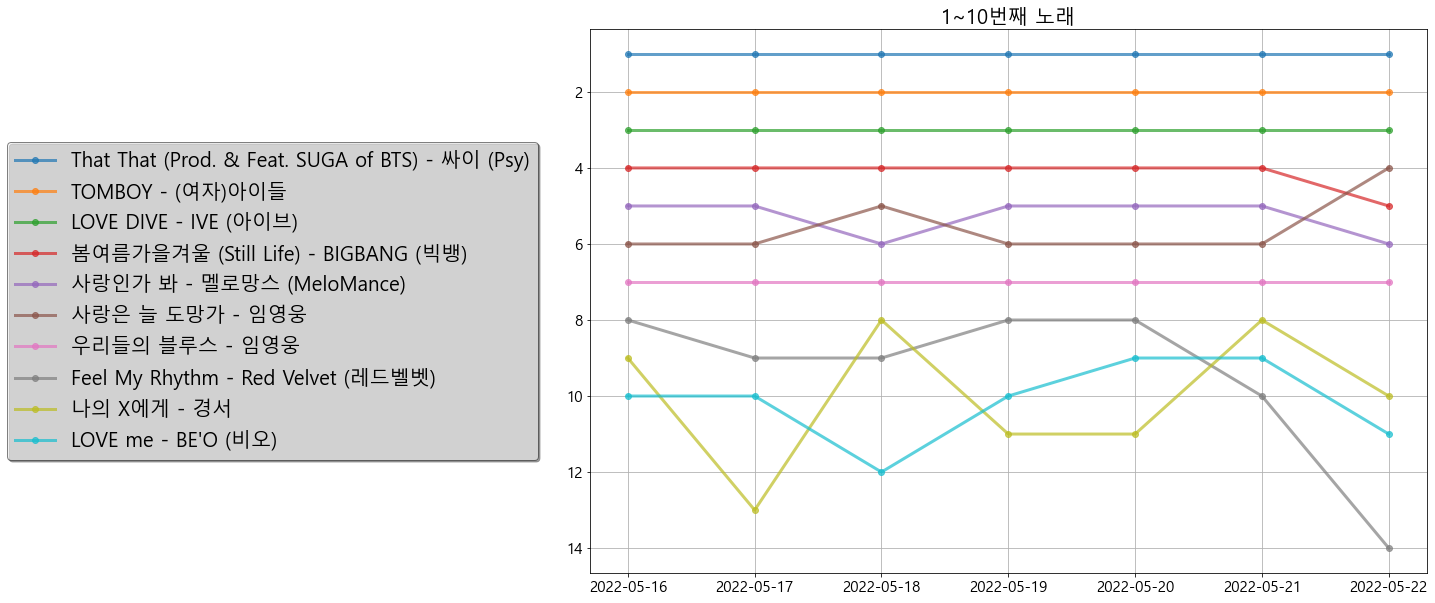 1~10번째 노래
That That (Prod. & Feat. SUGA of BTS) - 싸이 (Psy)
TOMBOY - (여자)아이들
LOVE DIVE - IVE (아이브)
봄여름가을겨울 (Still Life) - BIGBANG (빅뱅)
사랑인가 봐 - 멜로망스 (MeloMance)
사랑은 늘 도망가 - 임영웅
우리들의 블루스 - 임영웅
Feel My Rhythm - Red Velvet (레드벨벳)
나의 X에게 - 경서
LOVE me - BE'O (비오)
2
4
6
8
10
12
14
2022-05-16 2022-05-17 2022-05-18 2022-05-19 2022-05-20 2022-05-21 2022-05-22